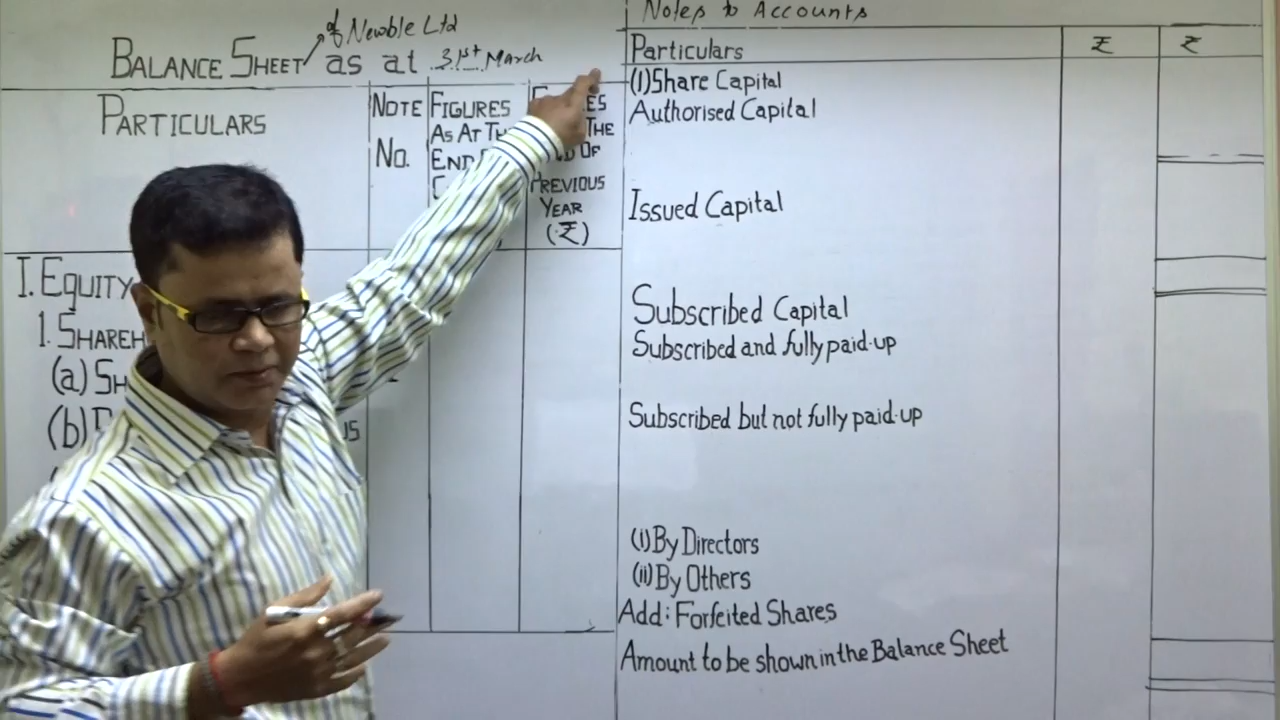 of Newble Ltd
BALANCE SHEET as at 31st March
PARTICULARS
NOTE No.
FIGURES
AS AT
END
PREVIOUS
YEAR
(₹)
I. EQUITY
1.
(a)
(b)
Notes to Accounts
Particulars ₹ ₹
(1) Share Capital
Authorised Capital
Issued Capital
Subscribed Capital
Subscribed and fully paid-up
Subscribed but not fully paid-up
(i) By Directors
(ii) By Others
Add: Forfeited Shares
Amount to be shown in the Balance Sheet